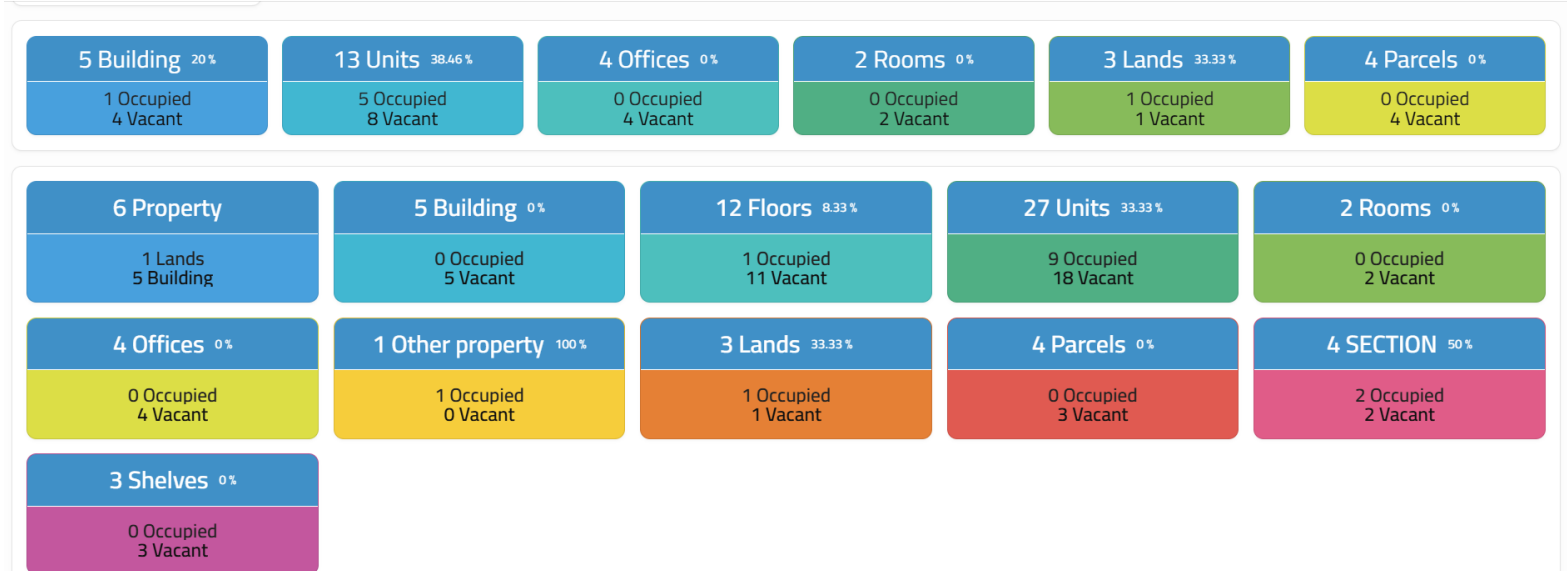 5 Building 20 %
1 Occupied
4 Vacant
13 Units 38.46 %
5 Occupied
8 Vacant
4 Offices 0 %
0 Occupied
4 Vacant
2 Rooms 0 %
0 Occupied
2 Vacant
3 Lands 33.33 %
1 Occupied
1 Vacant
4 Parcels 0 %
0 Occupied
4 Vacant
6 Property
1 Lands
5 Building
5 Building 0 %
0 Occupied
5 Vacant
12 Floors 8.33 %
1 Occupied
11 Vacant
27 Units 33.33 %
9 Occupied
18 Vacant
2 Rooms 0 %
0 Occupied
2 Vacant
4 Offices 0 %
0 Occupied
4 Vacant
1 Other property 100 %
1 Occupied
0 Vacant
3 Lands 33.33 %
1 Occupied
1 Vacant
4 Parcels 0 %
0 Occupied
3 Vacant
4 SECTION 50 %
2 Occupied
2 Vacant
3 Shelves 0 %
0 Occupied
3 Vacant